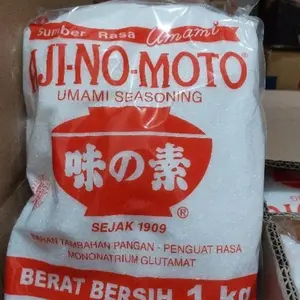 Sumber Rasa Umami
AJI-NO-MOTO®
UMAMI SEASONING
味の素
®
SEJAK 1909
BAHAN TAMBAHAN PANGAN - PENGUAT RASA
MONONATRIUM GLUTAMAT
BERAT BERSIH 1 kg